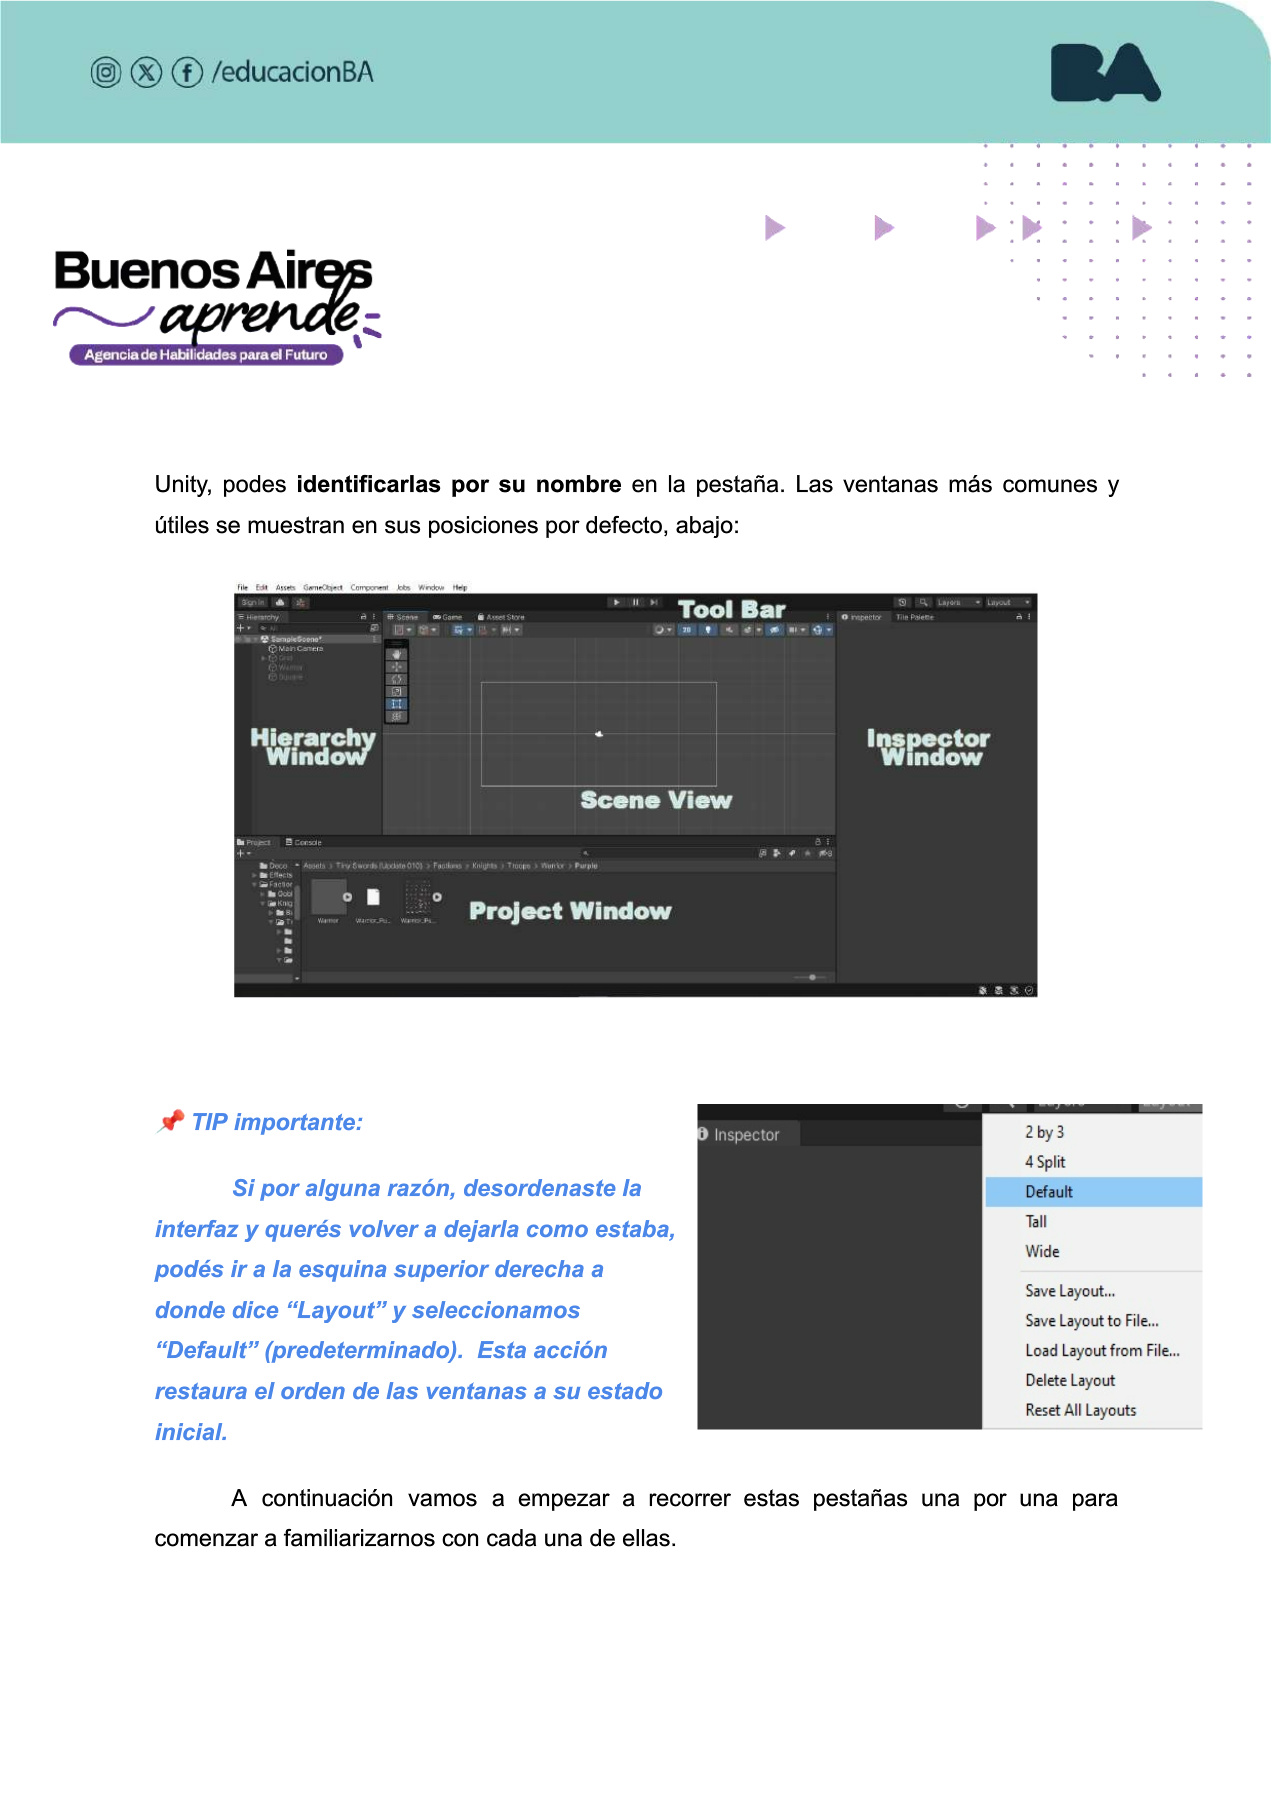 /educacionBA
BA
Buenos Aires
aprende
Agencia de Habilidades para el Futuro
Unity, podes identificarlas por su nombre en la pestaña. Las ventanas más comunes y
útiles se muestran en sus posiciones por defecto, abajo:
File Edit Assets GameObject Component Jobs Window Help
Sign in
Layers Layout
Tool Bar
Hierarchy
Scene Game Asset Store
Inspector Tile Palette
All
2D
SampleScene*
Main Camera
Grid
Warrior
Square
Hierarchy
Window
Inspector
Window
Scene View
Project Console
Deco
Assets > Tiny Swords (Update 010) > Factions > Knights > Troops > Warrior > Purple
Effects
Factior
Gobl
Knig
Warrior
Project Window
📌 TIP importante:
Si por alguna razón, desordenaste la
interfaz y querés volver a dejarla como estaba,
podés ir a la esquina superior derecha a
donde dice “Layout” y seleccionamos
“Default” (predeterminado). Esta acción
restaura el orden de las ventanas a su estado
inicial.
Inspector
2 by 3
4 Split
Default
Tall
Wide
Save Layout...
Save Layout to File...
Load Layout from File...
Delete Layout
Reset All Layouts
A continuación vamos a empezar a recorrer estas pestañas una por una para
comenzar a familiarizarnos con cada una de ellas.